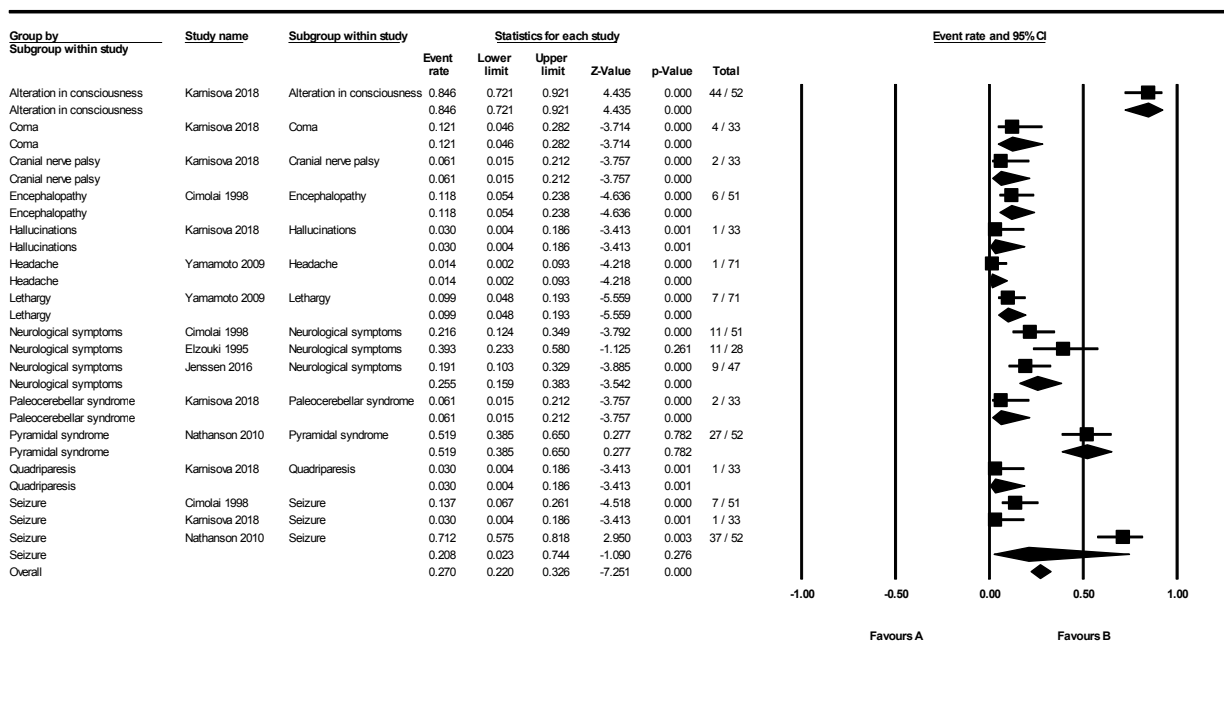 Group by Study name Subgroup within study Statistics for each study Event rate and 95% CI
Subgroup within study
Event Lower Upper
rate limit limit Z-Value p-Value Total
Alteration in consciousness Karnisova 2018 Alteration in consciousness 0.846 0.721 0.921 4.435 0.000 44 / 52
Alteration in consciousness 0.846 0.721 0.921 4.435 0.000
Coma Karnisova 2018 Coma 0.121 0.046 0.282 -3.714 0.000 4 / 33
Coma 0.121 0.046 0.282 -3.714 0.000
Cranial nerve palsy Karnisova 2018 Cranial nerve palsy 0.061 0.015 0.212 -3.757 0.000 2 / 33
Cranial nerve palsy 0.061 0.015 0.212 -3.757 0.000
Encephalopathy Cimolai 1998 Encephalopathy 0.118 0.054 0.238 -4.636 0.000 6 / 51
Encephalopathy 0.118 0.054 0.238 -4.636 0.000
Hallucinations Karnisova 2018 Hallucinations 0.030 0.004 0.186 -3.413 0.001 1 / 33
Hallucinations 0.030 0.004 0.186 -3.413 0.001
Headache Yamamoto 2009 Headache 0.014 0.002 0.093 -4.218 0.000 1 / 71
Headache 0.014 0.002 0.093 -4.218 0.000
Lethargy Yamamoto 2009 Lethargy 0.099 0.048 0.193 -5.559 0.000 7 / 71
Lethargy 0.099 0.048 0.193 -5.559 0.000
Neurological symptoms Cimolai 1998 Neurological symptoms 0.216 0.124 0.349 -3.792 0.000 11 / 51
Neurological symptoms Elzouki 1995 Neurological symptoms 0.393 0.233 0.580 -1.125 0.261 11 / 28
Neurological symptoms Jenssen 2016 Neurological symptoms 0.191 0.103 0.329 -3.885 0.000 9 / 47
Neurological symptoms 0.255 0.159 0.383 -3.542 0.000
Paleocerebellar syndrome Karnisova 2018 Paleocerebellar syndrome 0.061 0.015 0.212 -3.757 0.000 2 / 33
Paleocerebellar syndrome 0.061 0.015 0.212 -3.757 0.000
Pyramidal syndrome Nathanson 2010 Pyramidal syndrome 0.519 0.385 0.650 0.277 0.782 27 / 52
Pyramidal syndrome 0.519 0.385 0.650 0.277 0.782
Quadriparesis Karnisova 2018 Quadriparesis 0.030 0.004 0.186 -3.413 0.001 1 / 33
Quadriparesis 0.030 0.004 0.186 -3.413 0.001
Seizure Cimolai 1998 Seizure 0.137 0.067 0.261 -4.518 0.000 7 / 51
Seizure Karnisova 2018 Seizure 0.030 0.004 0.186 -3.413 0.001 1 / 33
Seizure Nathanson 2010 Seizure 0.712 0.575 0.818 2.950 0.003 37 / 52
Seizure 0.208 0.023 0.744 -1.090 0.276
Overall 0.270 0.220 0.326 -7.251 0.000
-1.00 -0.50 0.00 0.50 1.00
Favours A Favours B